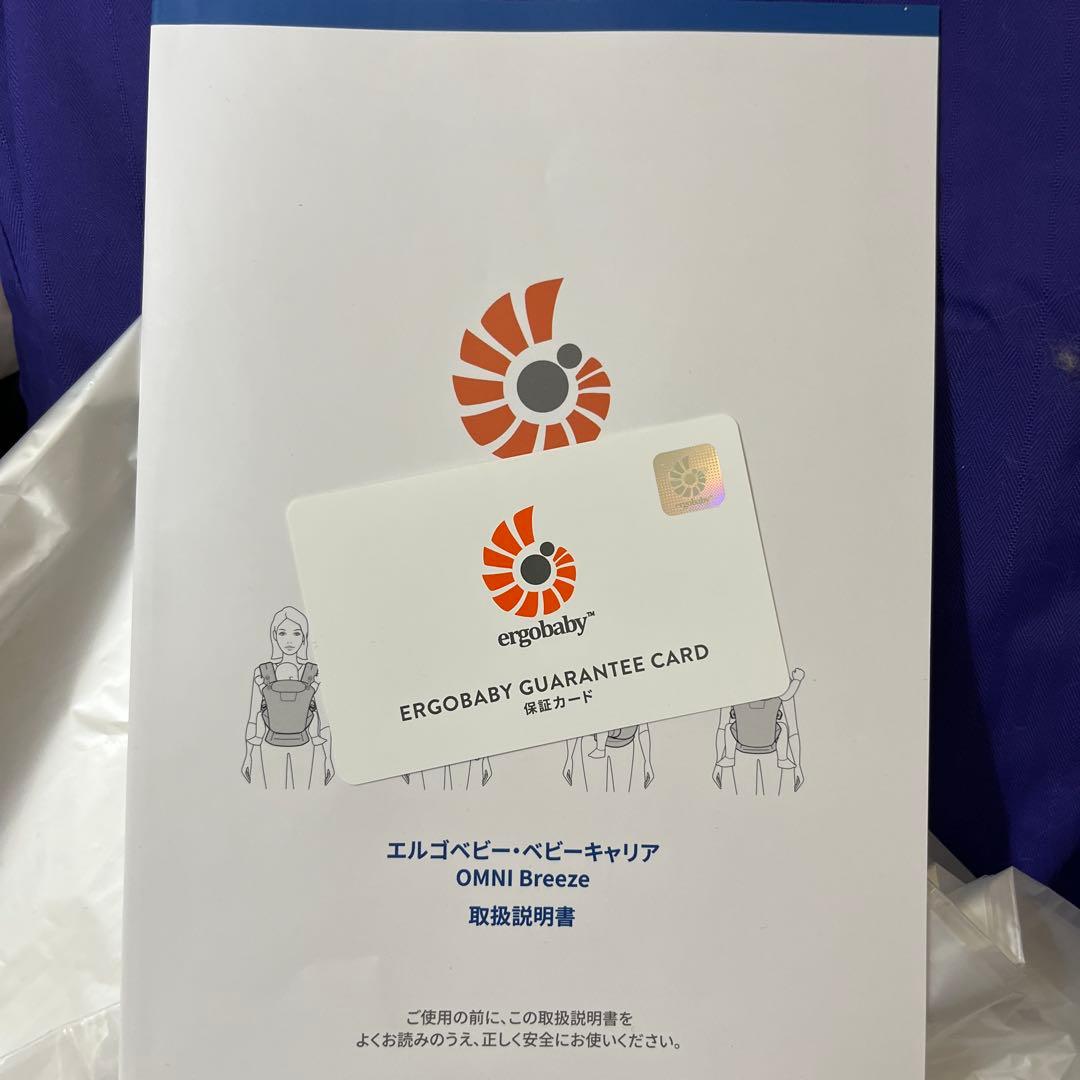 ergobaby
ergobaby™
ERGOBABY GUARANTEE CARD
保証カード
エルゴベビー・ベビーキャリア
OMNI Breeze
取扱説明書
ご使用の前に、この取扱説明書を
よくお読みのうえ、正しく安全にお使いください。